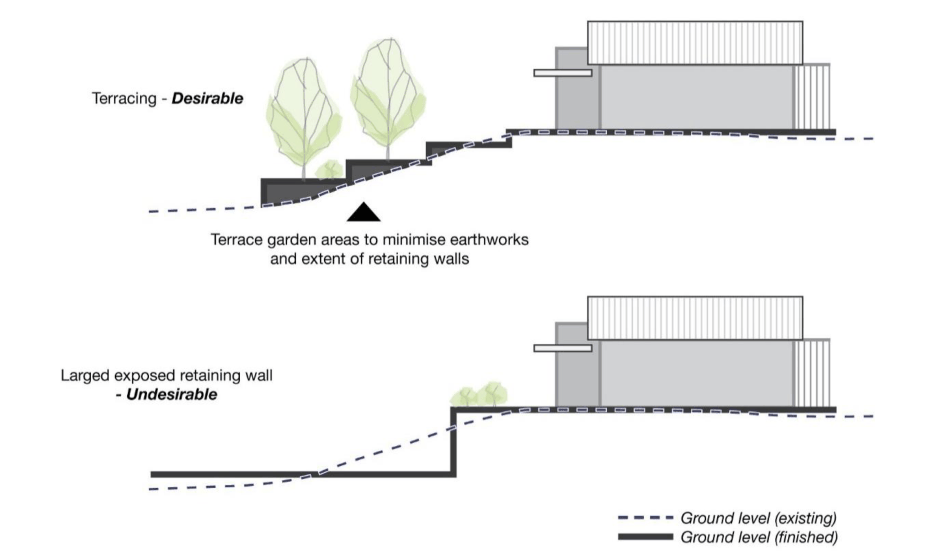 Terracing - Desirable
Terrace garden areas to minimise earthworks
and extent of retaining walls
Larged exposed retaining wall
- Undesirable
Ground level (existing)
Ground level (finished)